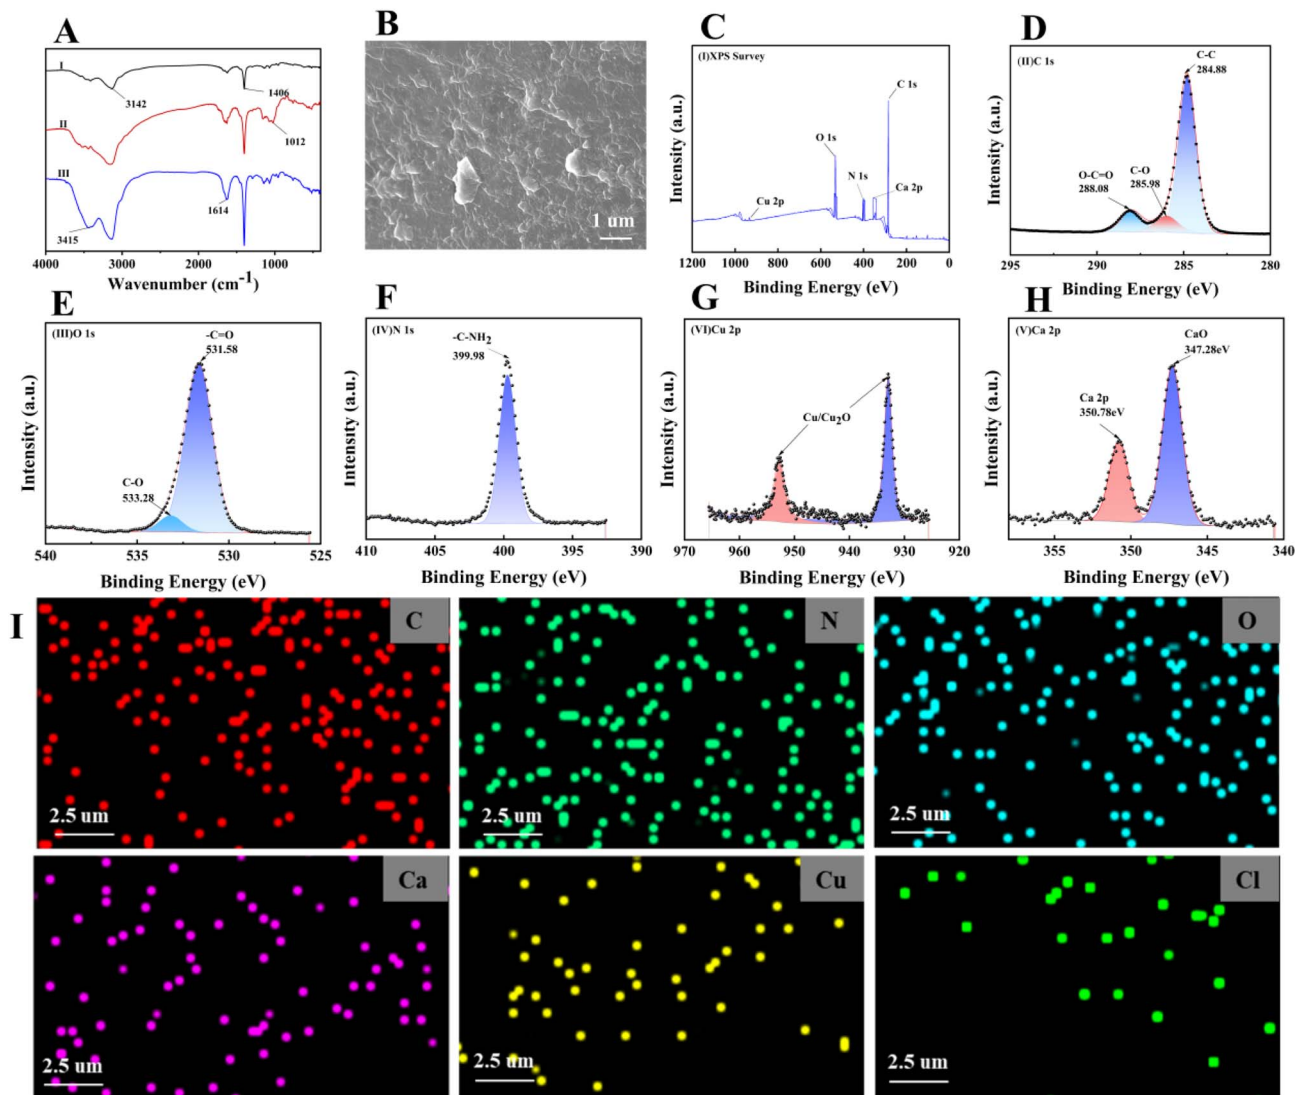 A
I
3142
1406
II
1012
III
1614
3415
4000 3000 2000 1000
Wavenumber (cm-1)
B
1 um
C
(I)XPS Survey
C 1s
O 1s
N 1s
Ca 2p
Cu 2p
Intensity (a.u.)
1200 1000 800 600 400 200 0
Binding Energy (eV)
D
(II)C 1s
C-C
284.88
O-C=O
288.08
C-O
285.98
Intensity (a.u.)
295 290 285 280
Binding Energy (eV)
E
(III)O 1s
-C=O
531.58
C-O
533.28
Intensity (a.u.)
540 535 530 525
Binding Energy (eV)
F
(IV)N 1s
-C-NH2
399.98
Intensity (a.u.)
410 405 400 395 390
Binding Energy (eV)
G
(VI)Cu 2p
Cu/Cu2O
Intensity (a.u.)
970 960 950 940 930 920
Binding Energy (eV)
H
(V)Ca 2p
CaO
347.28eV
Ca 2p
350.78eV
Intensity (a.u.)
355 350 345 340
Binding Energy (eV)
I
C
2.5 um
N
2.5 um
O
2.5 um
Ca
2.5 um
Cu
2.5 um
Cl
2.5 um